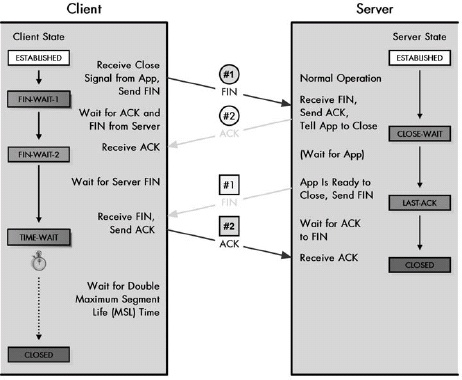 Client
Server
Client State
Server State
ESTABLISHED
Receive Close
Signal from App,
Send FIN
#1
FIN
Normal Operation
ESTABLISHED
FIN-WAIT-1
Wait for ACK and
FIN from Server
#2
ACK
Receive FIN,
Send ACK,
Tell App to Close
CLOSE-WAIT
FIN-WAIT-2
Receive ACK
(Wait for App)
Wait for Server FIN
#1
FIN
App Is Ready to
Close, Send FIN
LAST-ACK
TIME-WAIT
Receive FIN,
Send ACK
#2
ACK
Wait for ACK
to FIN
Receive ACK
CLOSED
Wait for Double
Maximum Segment
Life (MSL) Time
CLOSED